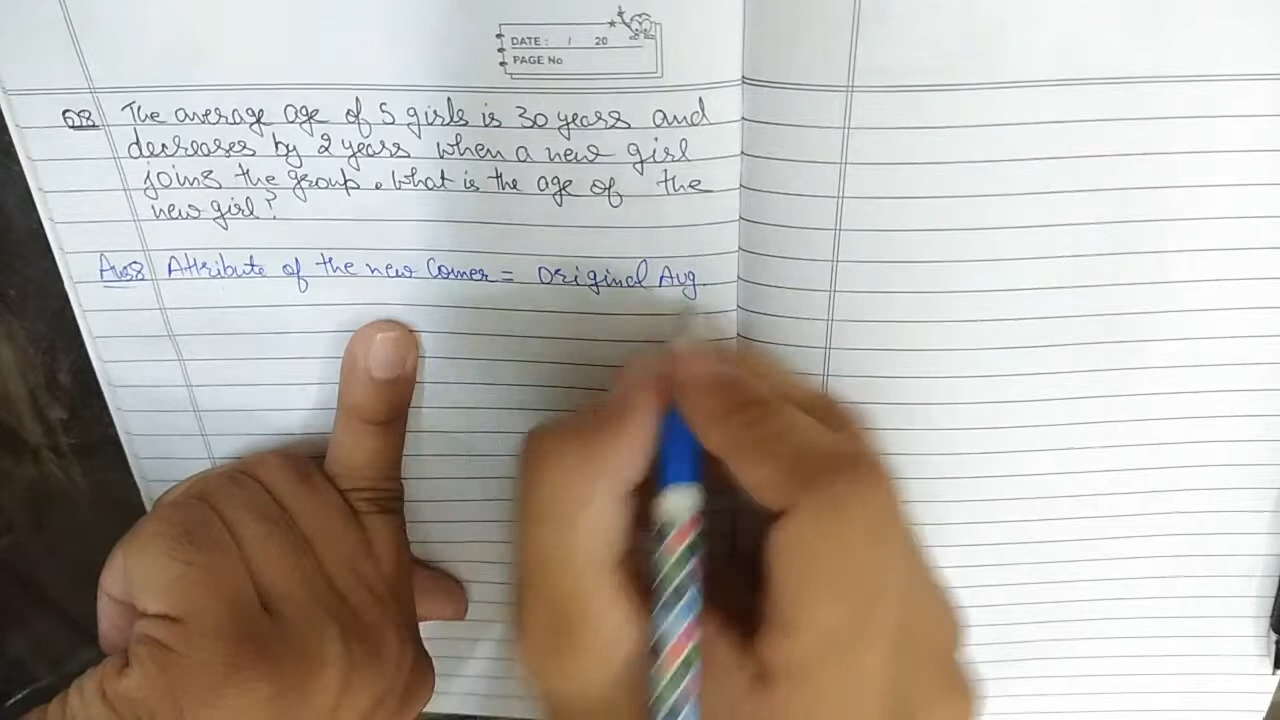 DATE : / 20
PAGE No
Q8 The average age of 5 girls is 30 years and
decreases by 2 years when a new girl
joins the group. What is the age of the
new girl?
Ans Attribute of the new Comer = Original Avg.